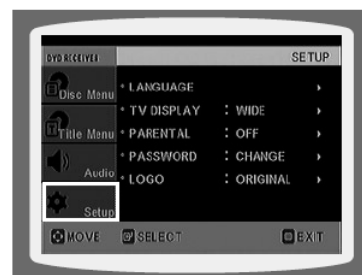 DVD RECEIVER
SETUP
Disc Menu
Title Menu
Audio
Setup
• LANGUAGE
• TV DISPLAY : WIDE
• PARENTAL : OFF
• PASSWORD : CHANGE
• LOGO : ORIGINAL
MOVE SELECT EXIT